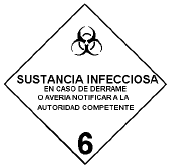 SUSTANCIA INFECCIOSA
EN CASO DE DERRAME
O AVERIA NOTIFICAR A LA
AUTORIDAD COMPETENTE
6